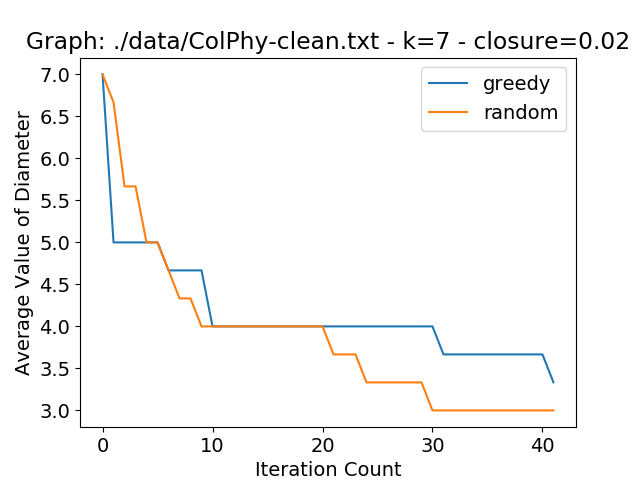 Graph: ./data/ColPhy-clean.txt - k=7 - closure=0.02
greedy
random
Average Value of Diameter
7.0
6.5
6.0
5.5
5.0
4.5
4.0
3.5
3.0
0
10
20
30
40
Iteration Count